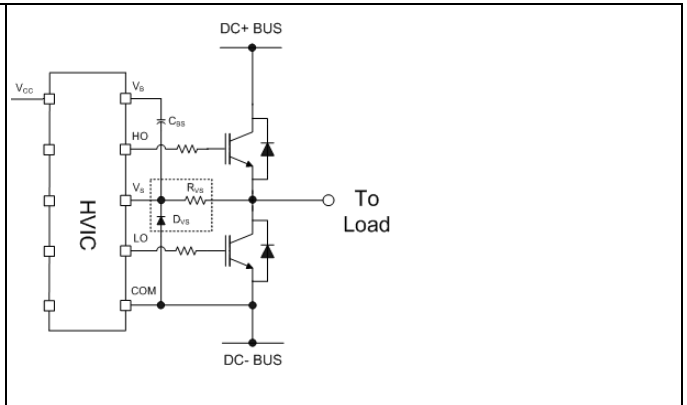 DC+ BUS
VCC
VB
CBS
HO
VS
RVS
To
Load
DVS
HVIC
LO
COM
DC- BUS